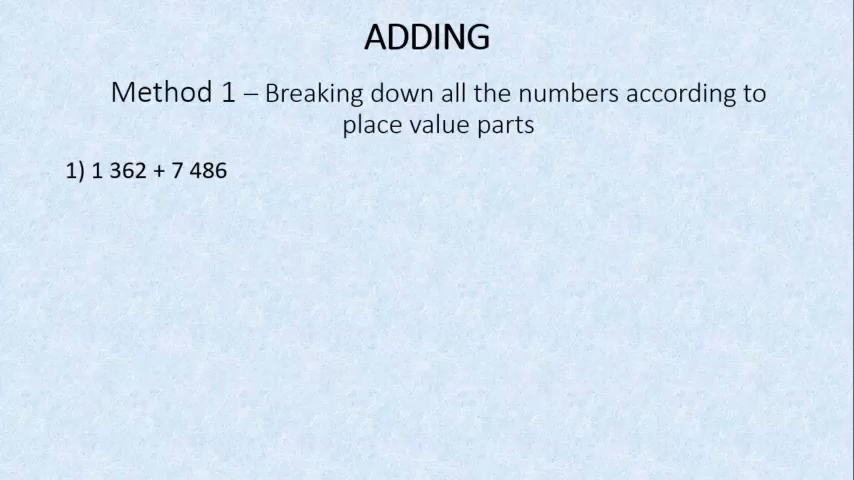 ADDING
Method 1 – Breaking down all the numbers according to
place value parts
1) 1 362 + 7 486